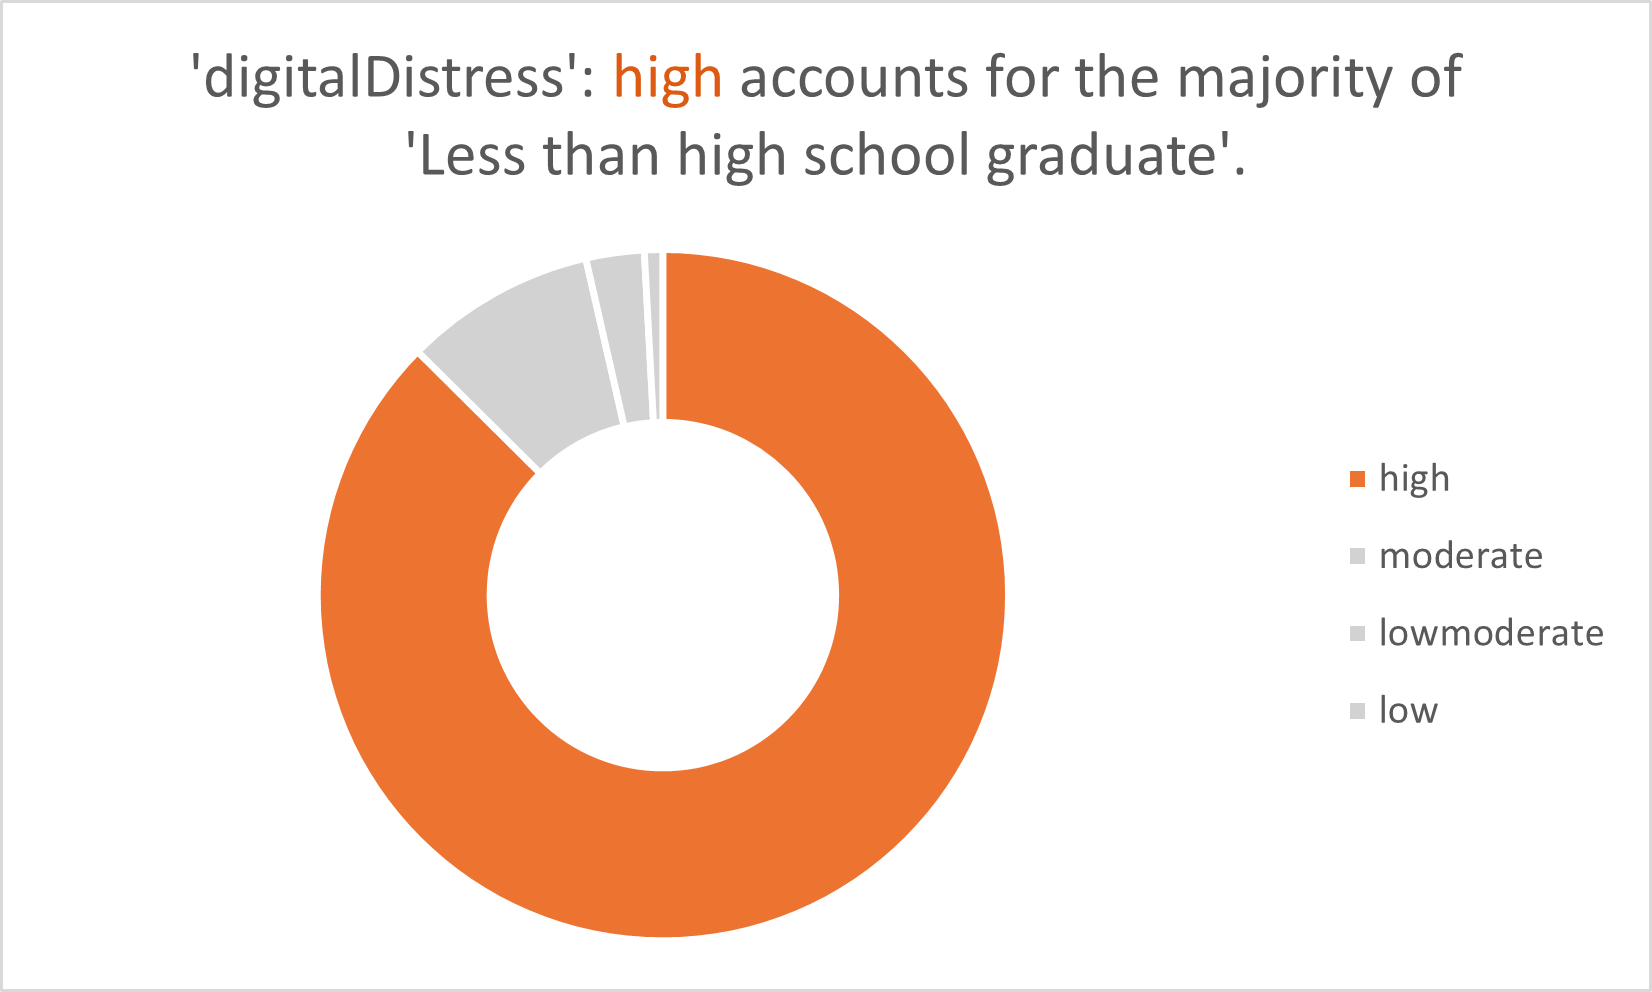 'digitalDistress': high accounts for the majority of
'Less than high school graduate'.
high
moderate
lowmoderate
low